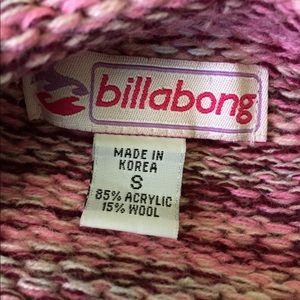 billabong
MADE IN
KOREA
S
85% ACRYLIC
15% WOOL